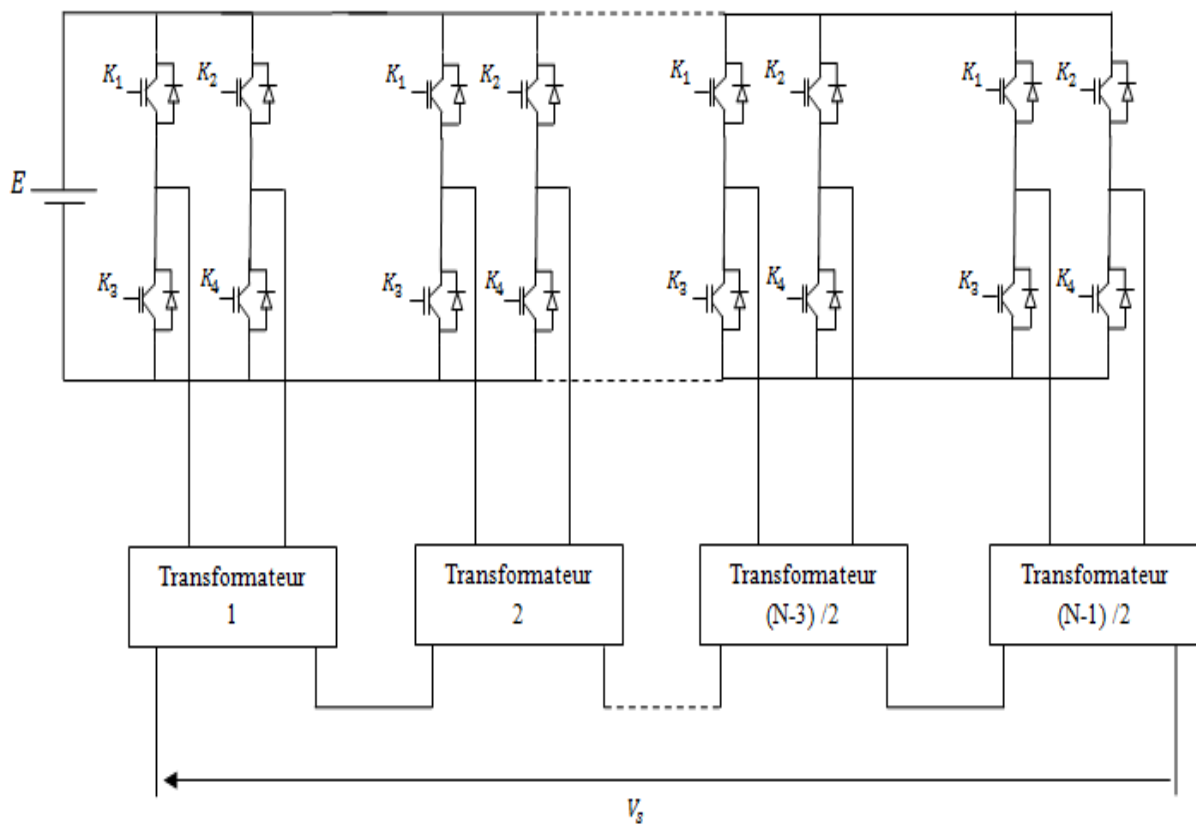 K₁ K₂ K₁ K₂ K₁ K₂ K₁ K₂
E
K₃ K₄ K₃ K₄ K₃ K₄ K₃ K₄
Transformateur
1
Transformateur
2
Transformateur
(N-3) /2
Transformateur
(N-1) /2
Vₛ